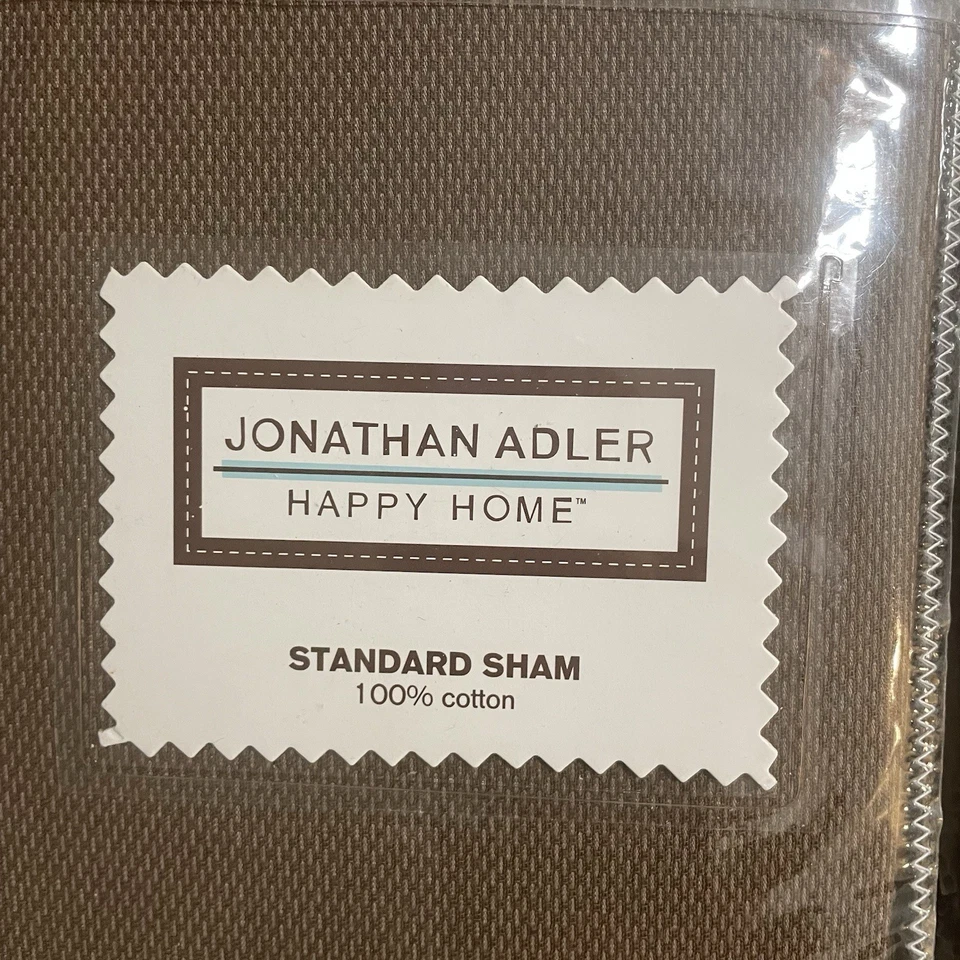 JONATHAN ADLER
HAPPY HOME™
STANDARD SHAM
100% cotton